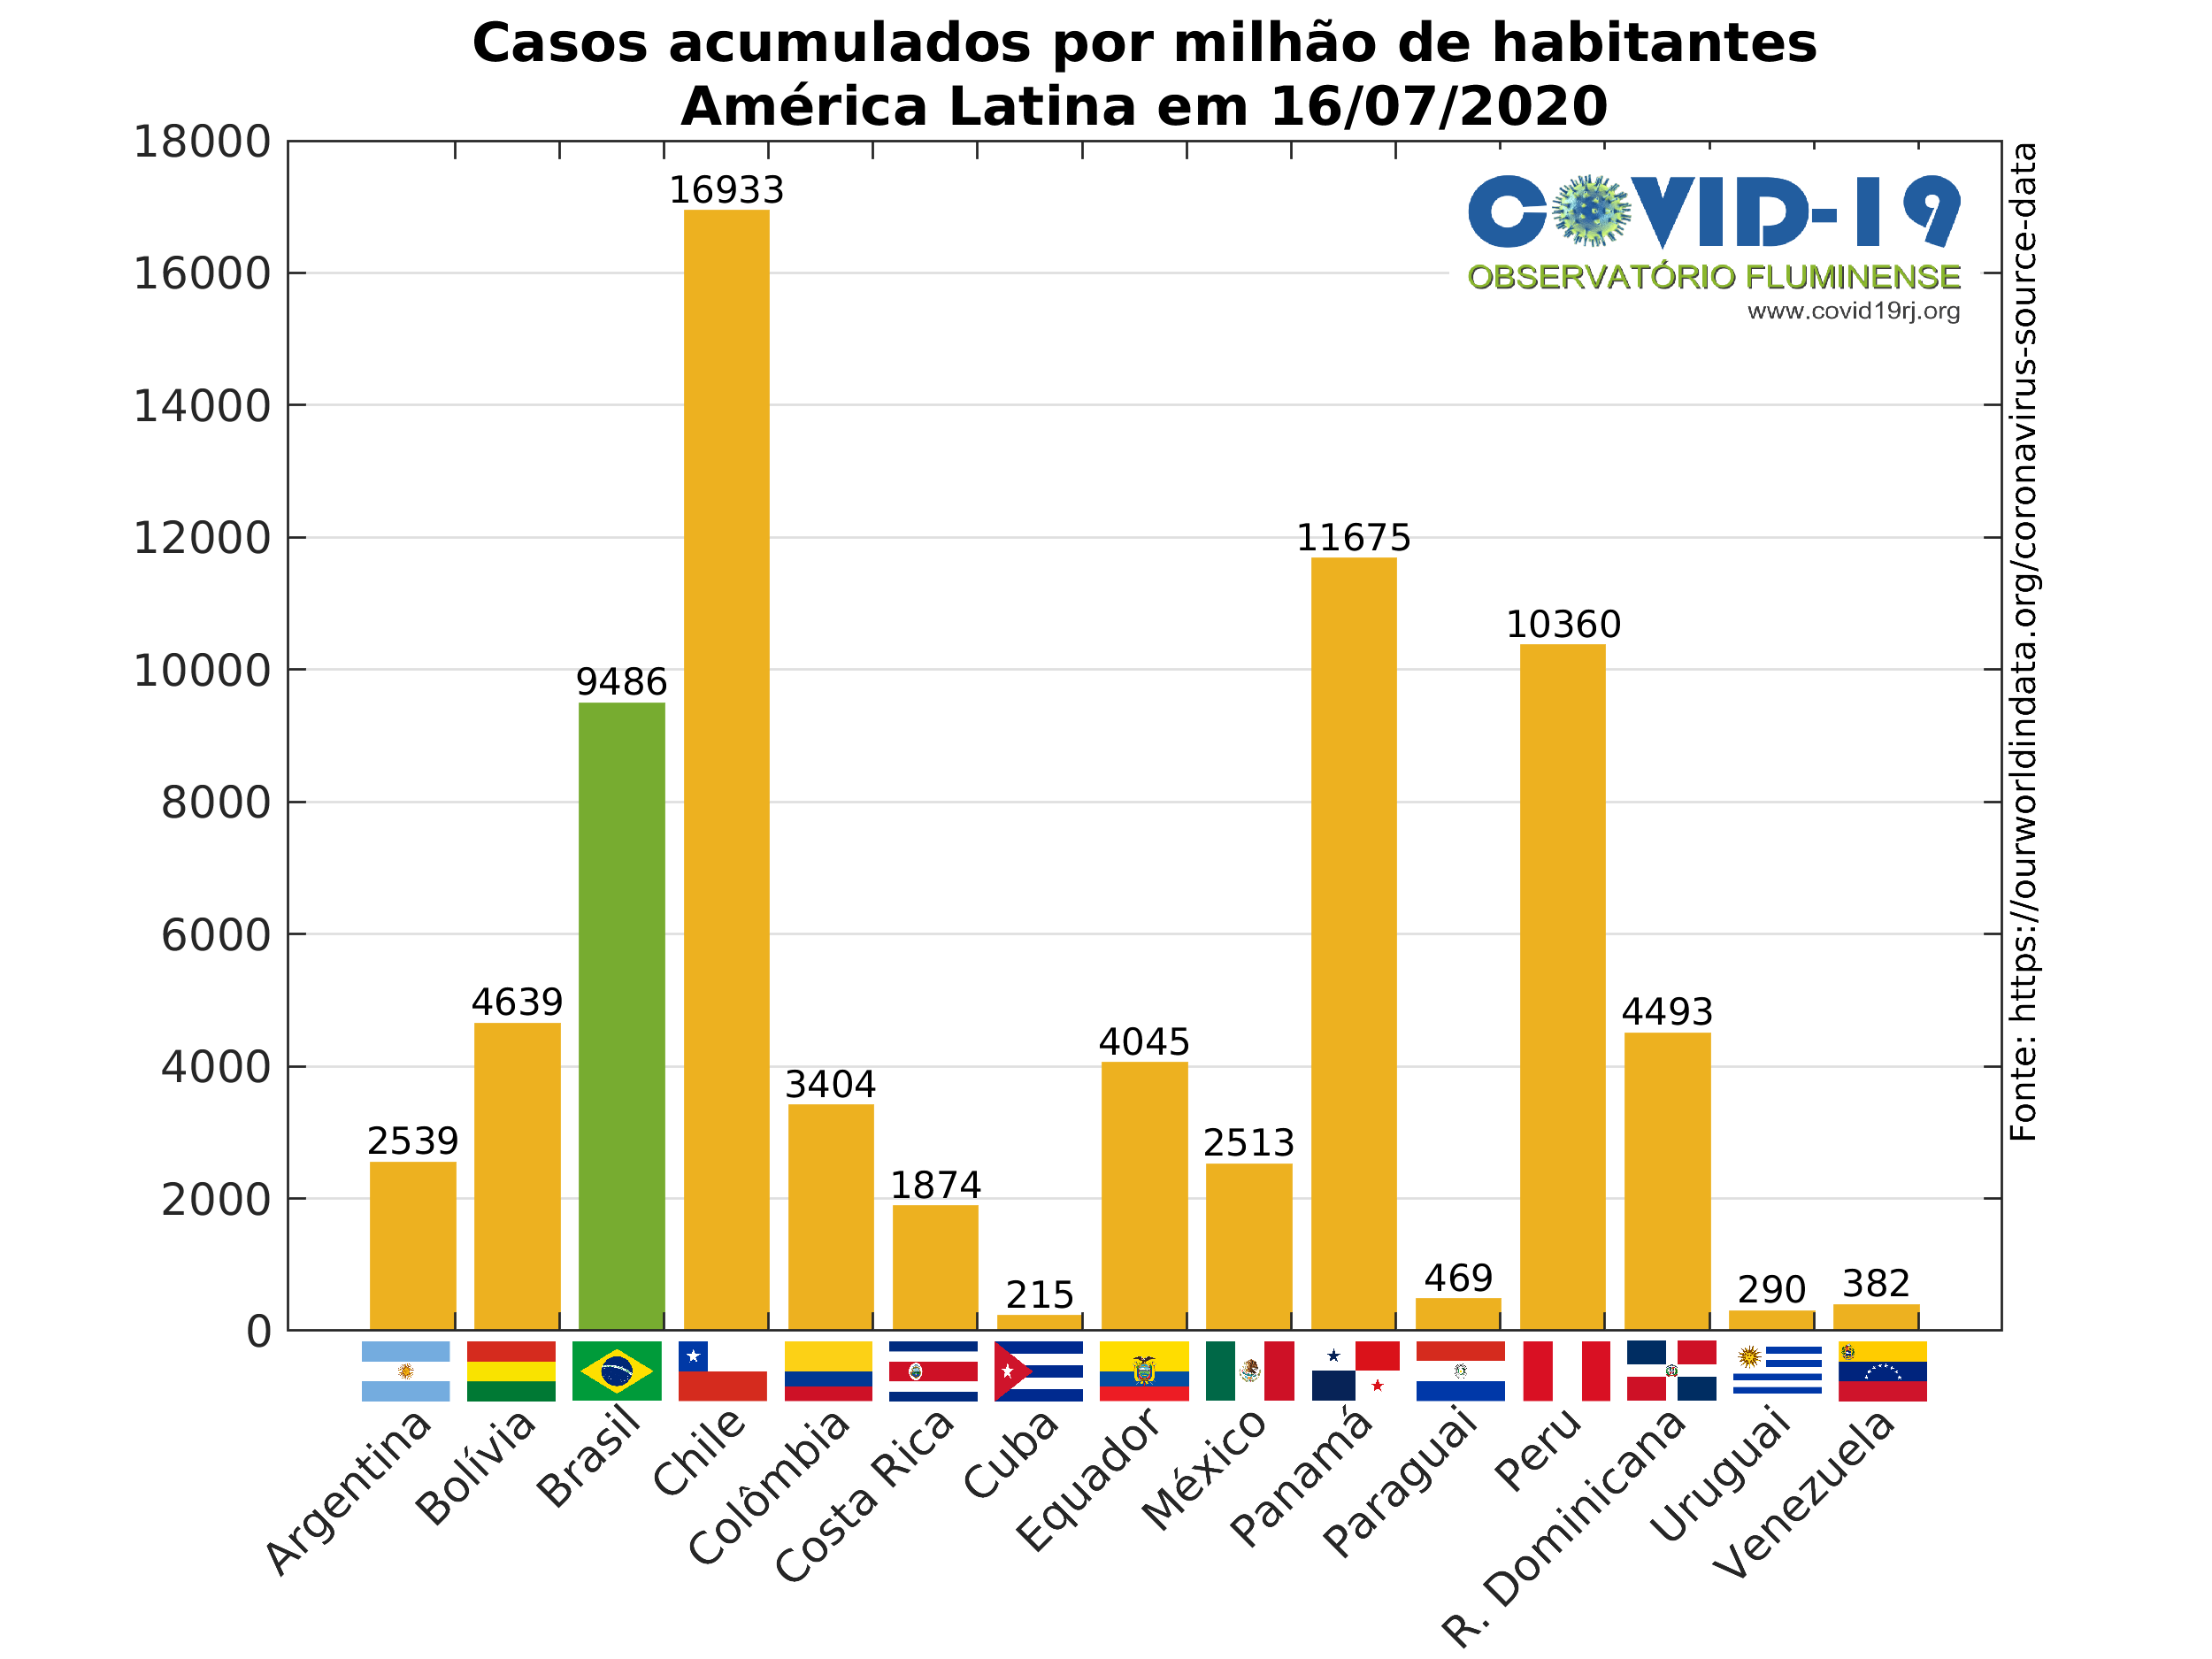 Casos acumulados por milhão de habitantes
América Latina em 16/07/2020
18000
16000
14000
12000
10000
8000
6000
4000
2000
0
2539
4639
9486
16933
3404
1874
215
4045
2513
11675
469
10360
4493
290
382
COVID-19
OBSERVATÓRIO FLUMINENSE
www.covid19rj.org
Fonte: https://ourworldindata.org/coronavirus-source-data
Argentina
Bolívia
Brasil
Chile
Colômbia
Costa Rica
Cuba
Equador
México
Panamá
Paraguai
Peru
R. Dominicana
Uruguai
Venezuela